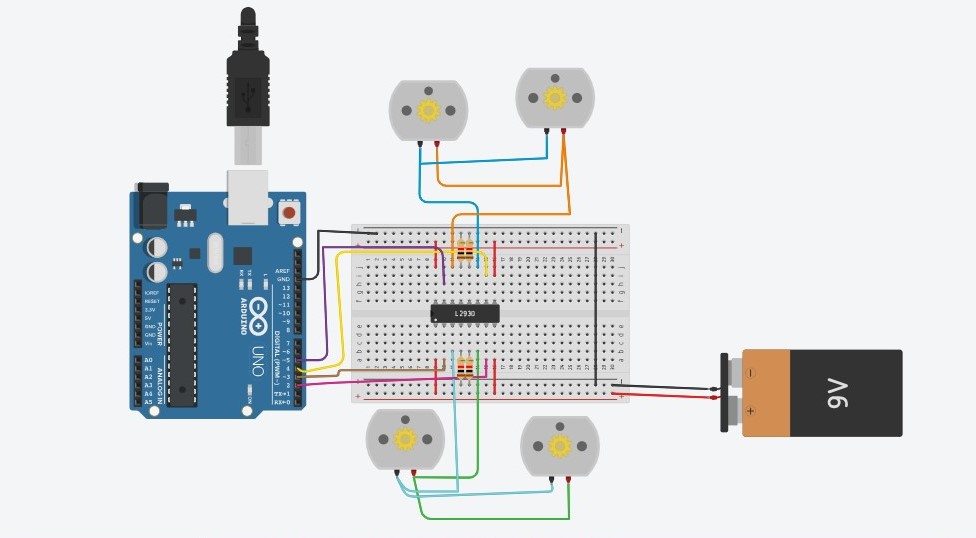 AREF
GND
13
12
~11
~10
~9
8
7
~6
~5
4
~3
2
TX→1
RX←0
IOREF
RESET
3.3V
5V
GND
GND
Vin
A0
A1
A2
A3
A4
A5
POWER
ANALOG IN
DIGITAL (PWM~)
ARDUINO
UNO
TX
RX
L
ON
L293D
a b c d e
f g h i j
9V